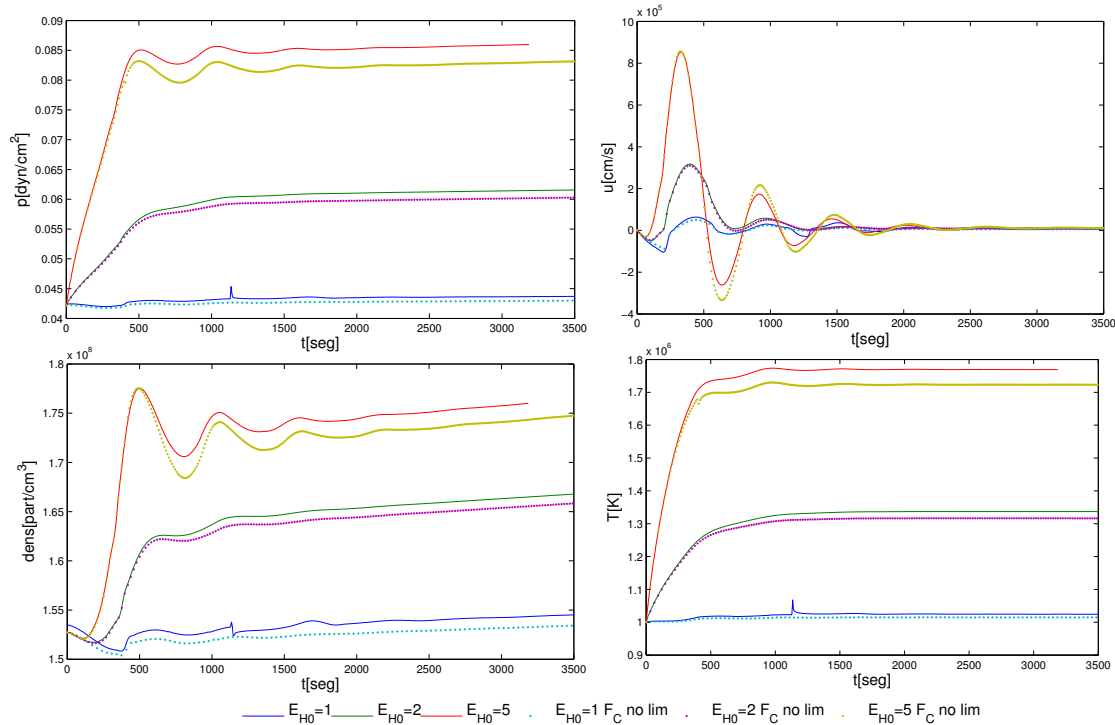 0.09
0.085
0.08
0.075
0.07
0.065
0.06
0.055
0.05
0.045
0.04
p[dyn/cm²]
0 500 1000 1500 2000 2500 3000 3500
t[seg]
x 10⁵
10
8
6
4
2
0
−2
−4
u[cm/s]
0 500 1000 1500 2000 2500 3000 3500
t[seg]
x 10⁸
1.8
1.75
1.7
1.65
1.6
1.55
1.5
dens[part/cm³]
0 500 1000 1500 2000 2500 3000 3500
t[seg]
x 10⁶
1.8
1.7
1.6
1.5
1.4
1.3
1.2
1.1
1
0.9
T[K]
0 500 1000 1500 2000 2500 3000 3500
t[seg]
E_H0=1 E_H0=2 E_H0=5 E_H0=1 F_C no lim E_H0=2 F_C no lim E_H0=5 F_C no lim